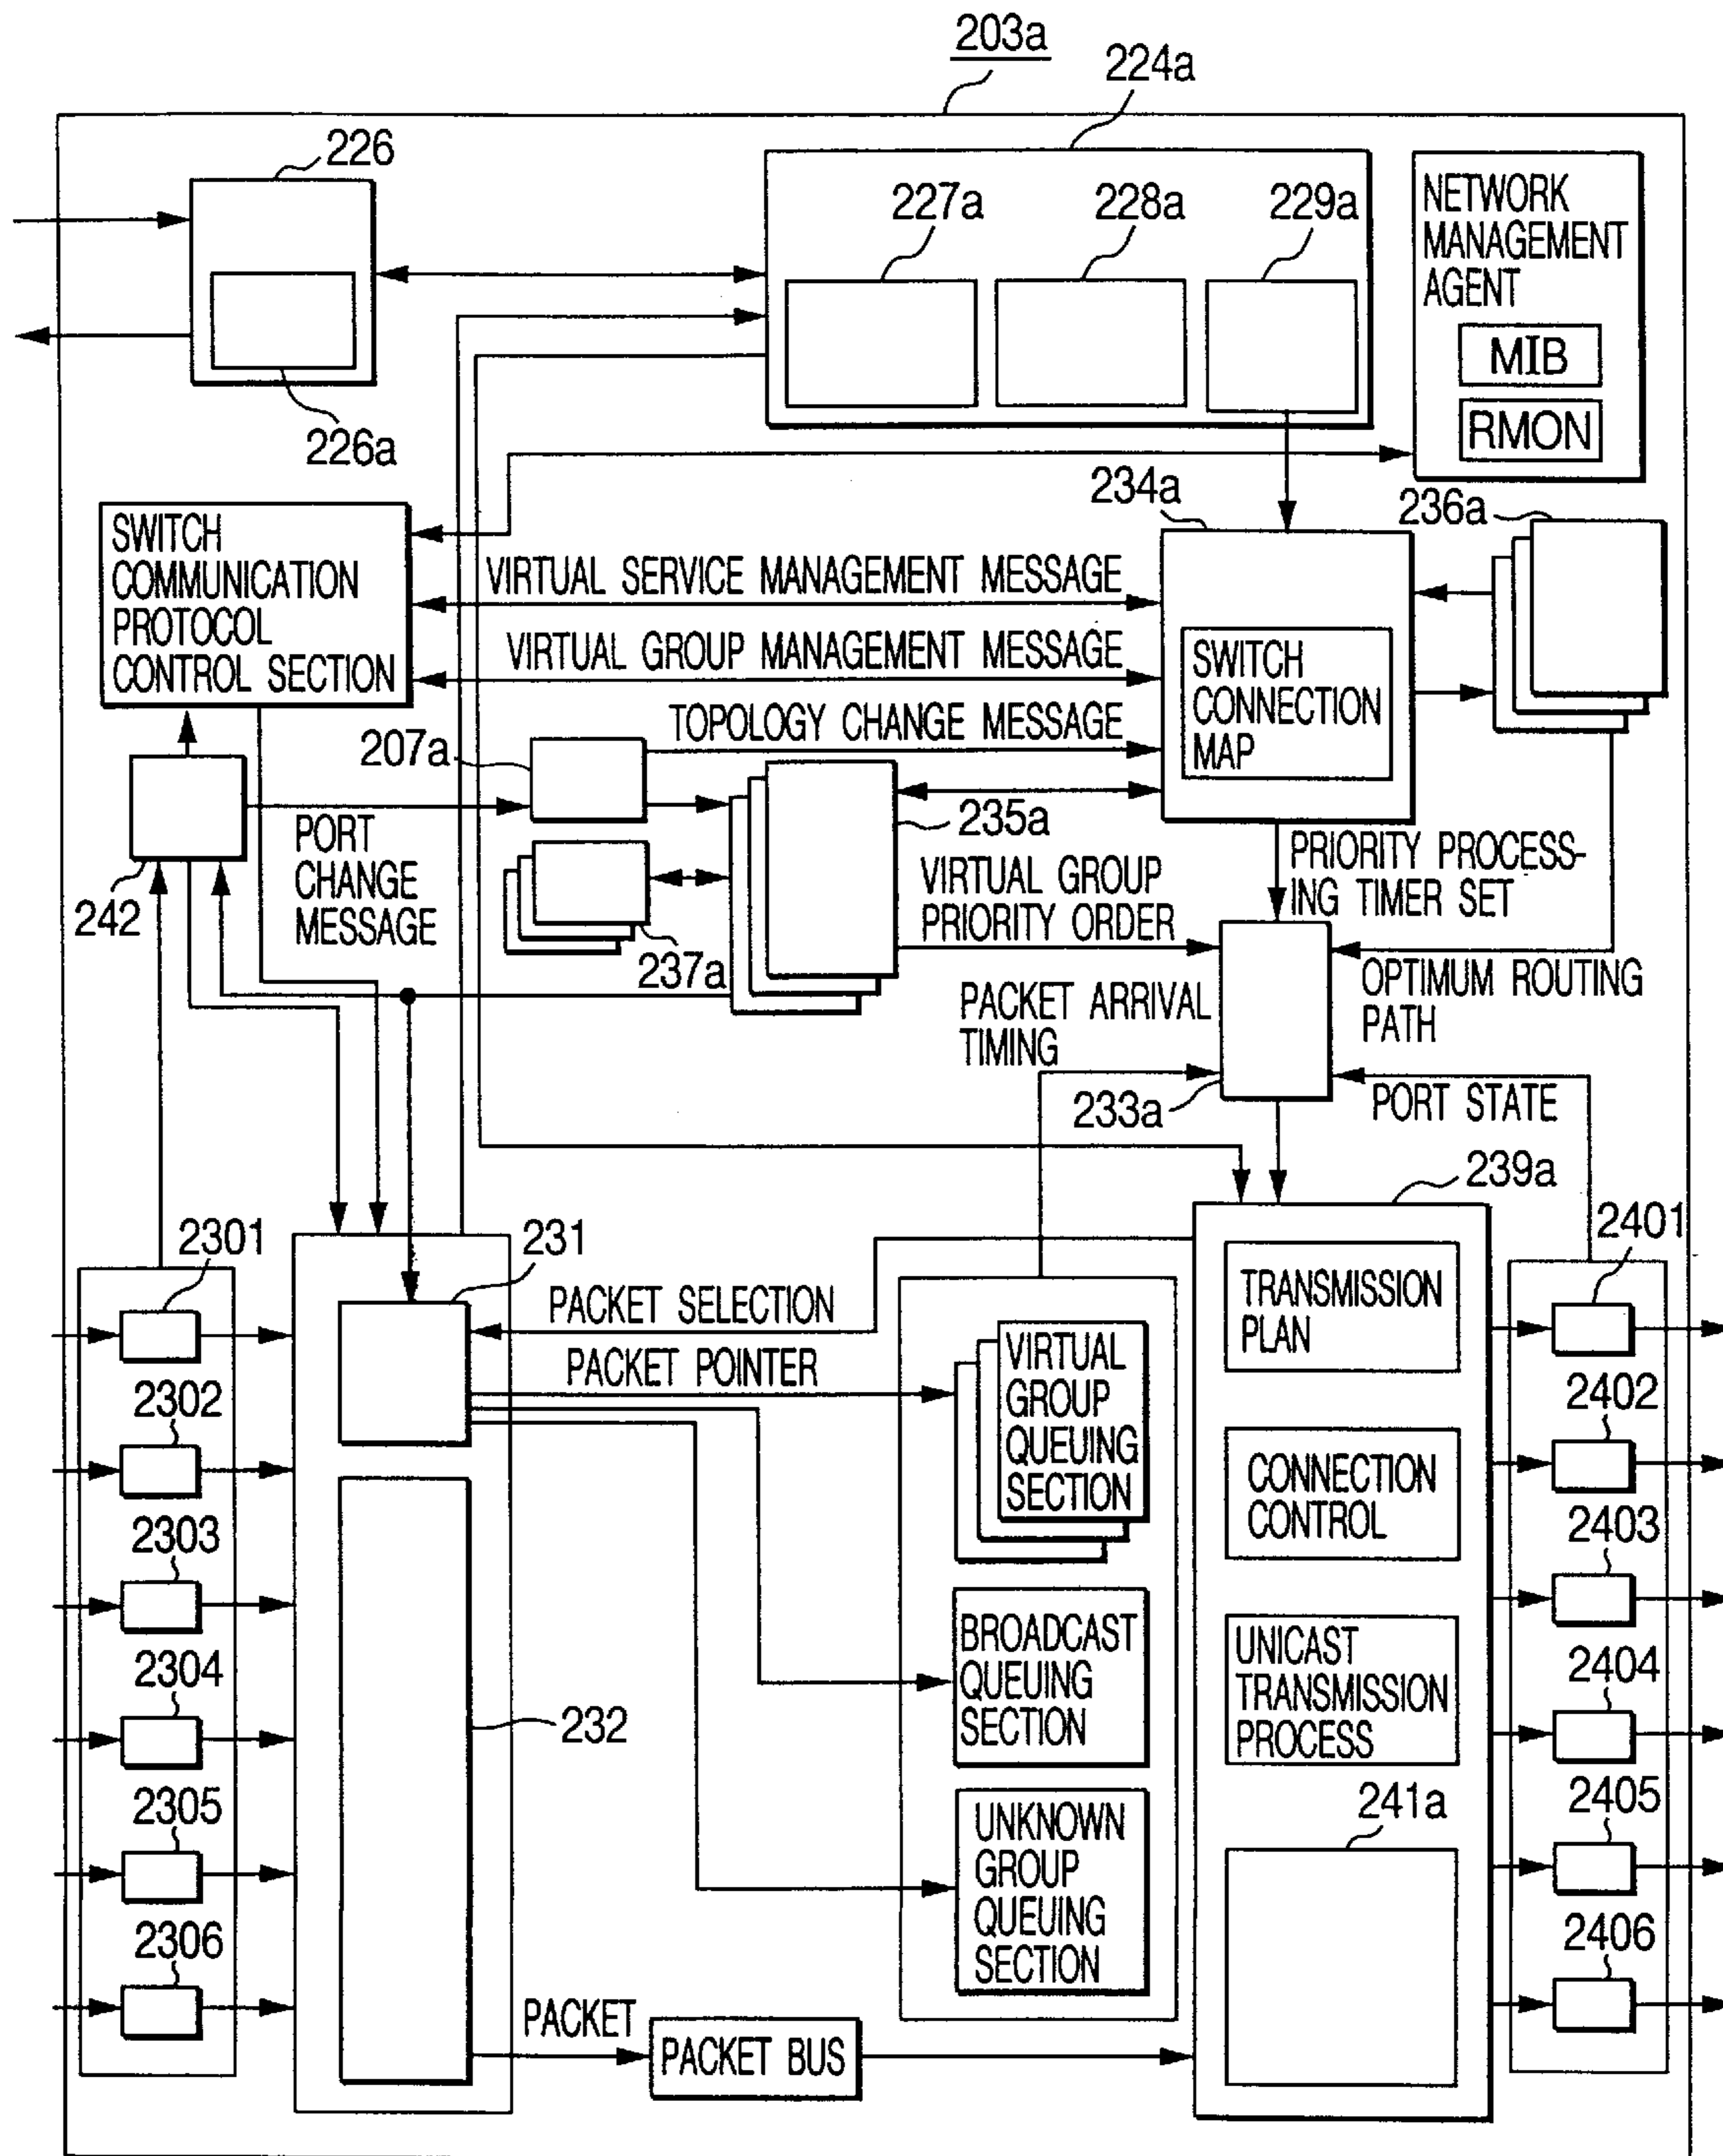 203a
224a
226
227a
228a
229a
NETWORK
MANAGEMENT
AGENT
MIB
RMON
226a
234a
236a
SWITCH
COMMUNICATION
PROTOCOL
CONTROL SECTION
VIRTUAL SERVICE MANAGEMENT MESSAGE
VIRTUAL GROUP MANAGEMENT MESSAGE
TOPOLOGY CHANGE MESSAGE
SWITCH
CONNECTION
MAP
207a
235a
242
PORT
CHANGE
MESSAGE
237a
VIRTUAL GROUP
PRIORITY ORDER
PRIORITY PROCESS-
ING TIMER SET
PACKET ARRIVAL
TIMING
OPTIMUM ROUTING
PATH
233a
PORT STATE
239a
2301
231
2401
PACKET SELECTION
PACKET POINTER
VIRTUAL
GROUP
QUEUING
SECTION
TRANSMISSION
PLAN
2302
2402
CONNECTION
CONTROL
2303
2403
BROADCAST
QUEUING
SECTION
UNICAST
TRANSMISSION
PROCESS
2304
232
2404
2305
241a
2405
UNKNOWN
GROUP
QUEUING
SECTION
2306
2406
PACKET
PACKET BUS